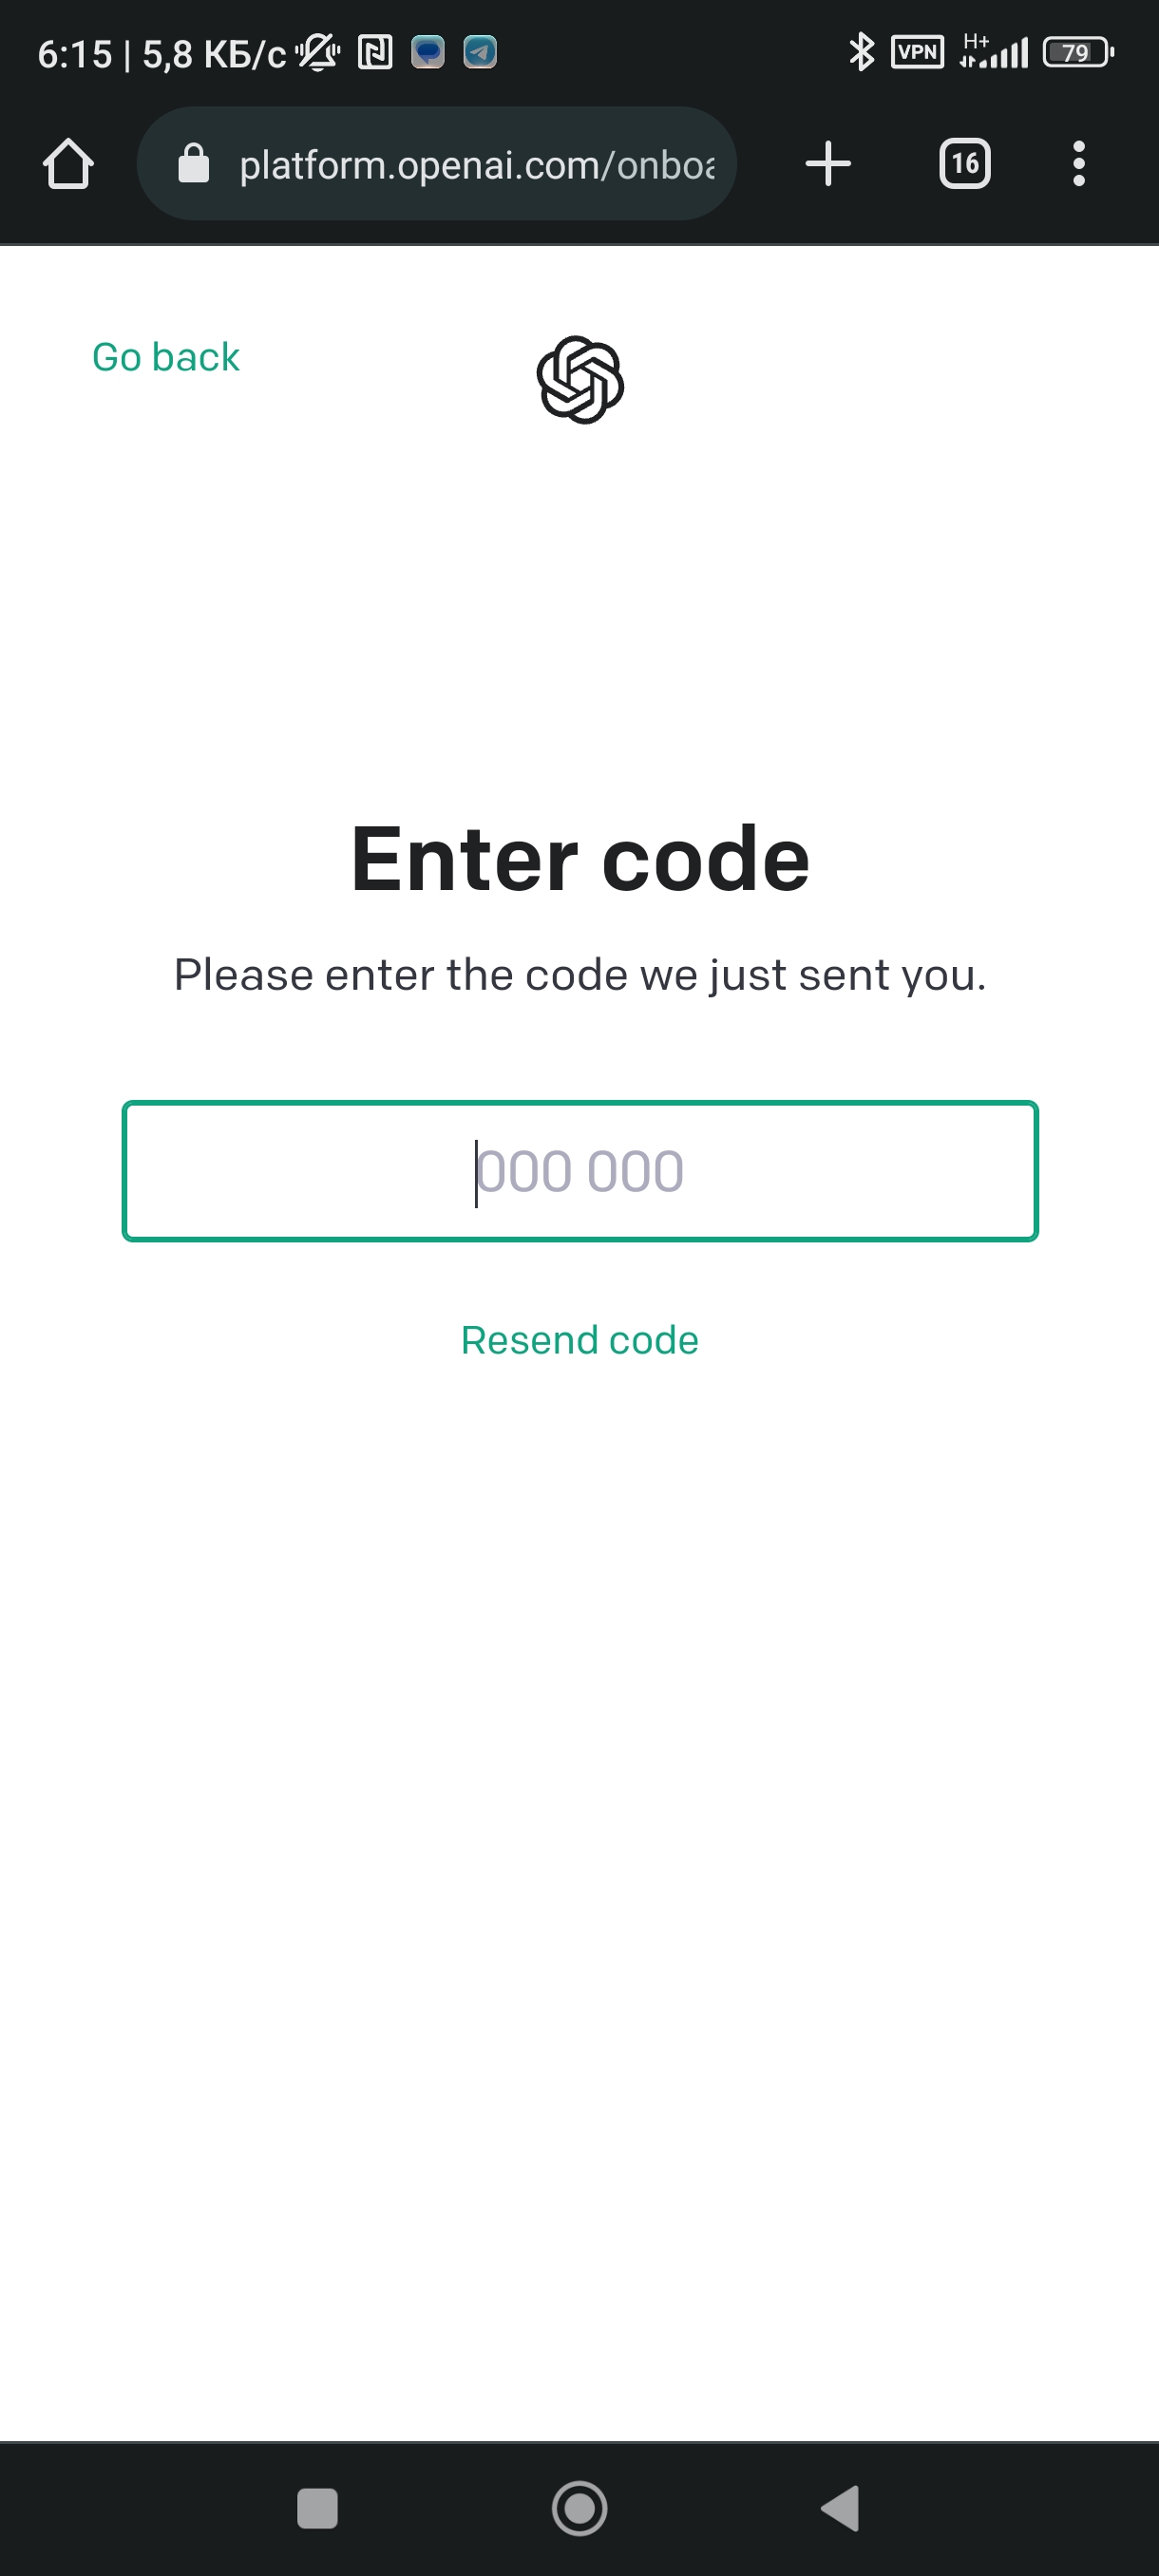 6:15 | 5,8 КБ/с
VPN H+ 79
platform.openai.com/onboa
16
Go back
Enter code
Please enter the code we just sent you.
000 000
Resend code